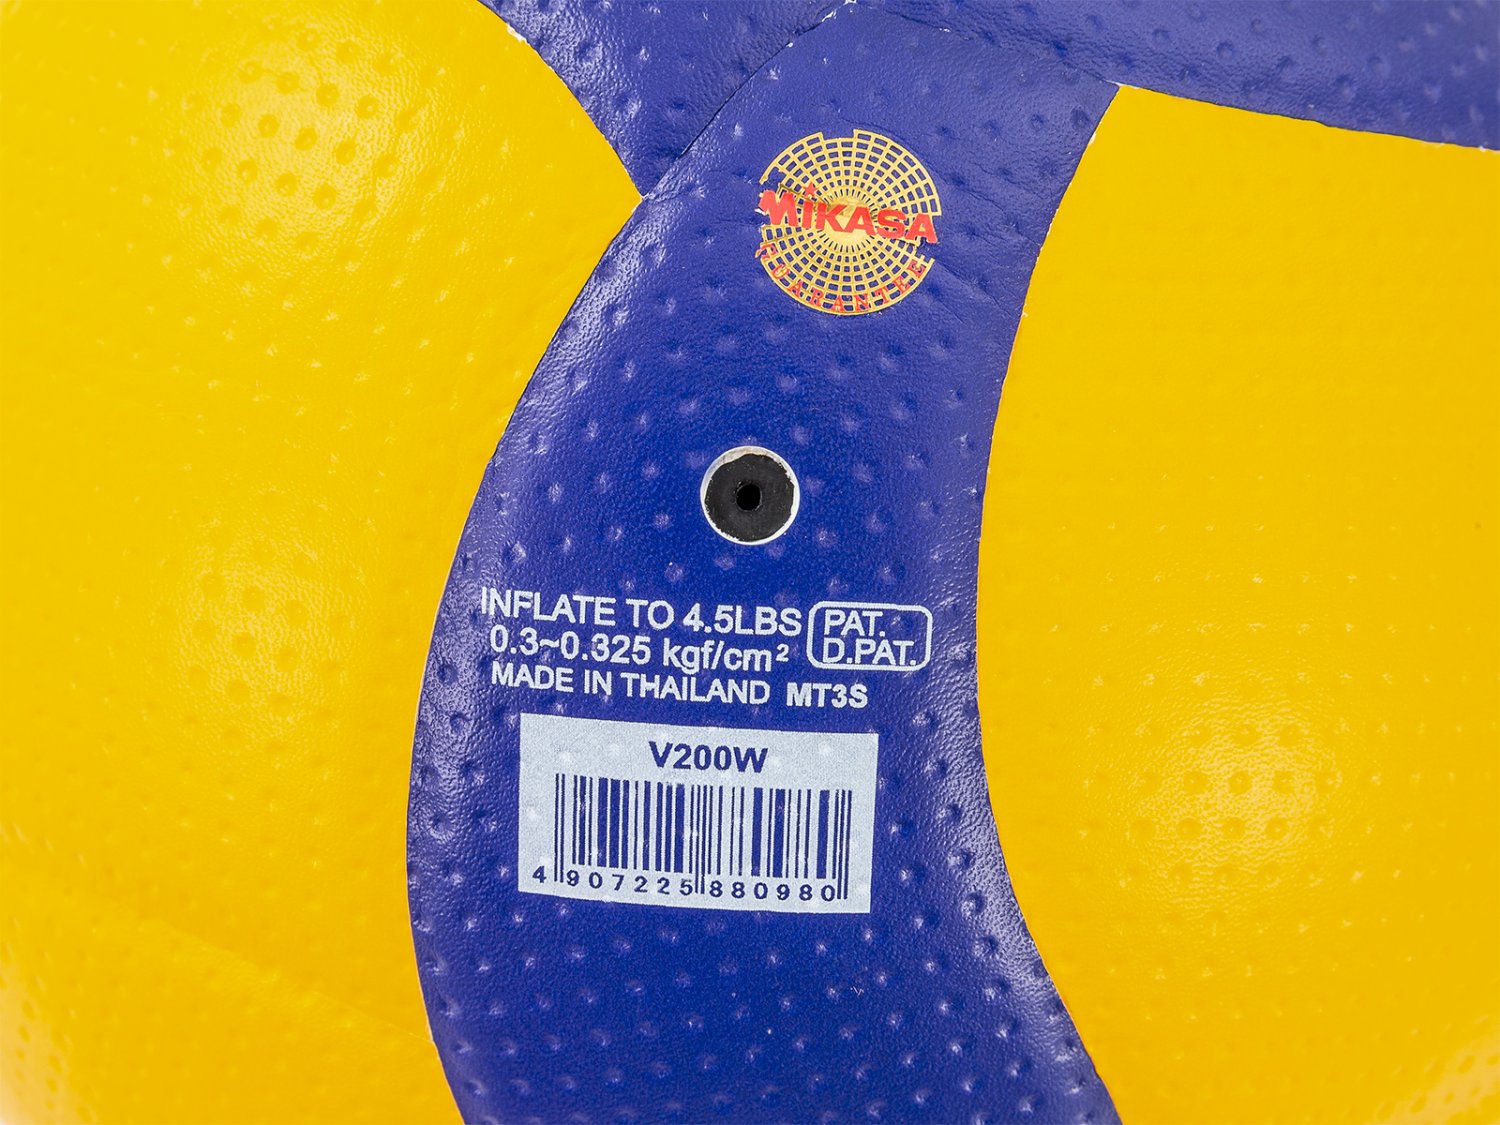 MIKASA
GUARANTEE
INFLATE TO 4.5LBS
0.3~0.325 kgf/cm²
MADE IN THAILAND MT3S
PAT.
D.PAT.
V200W
4 907225 880980